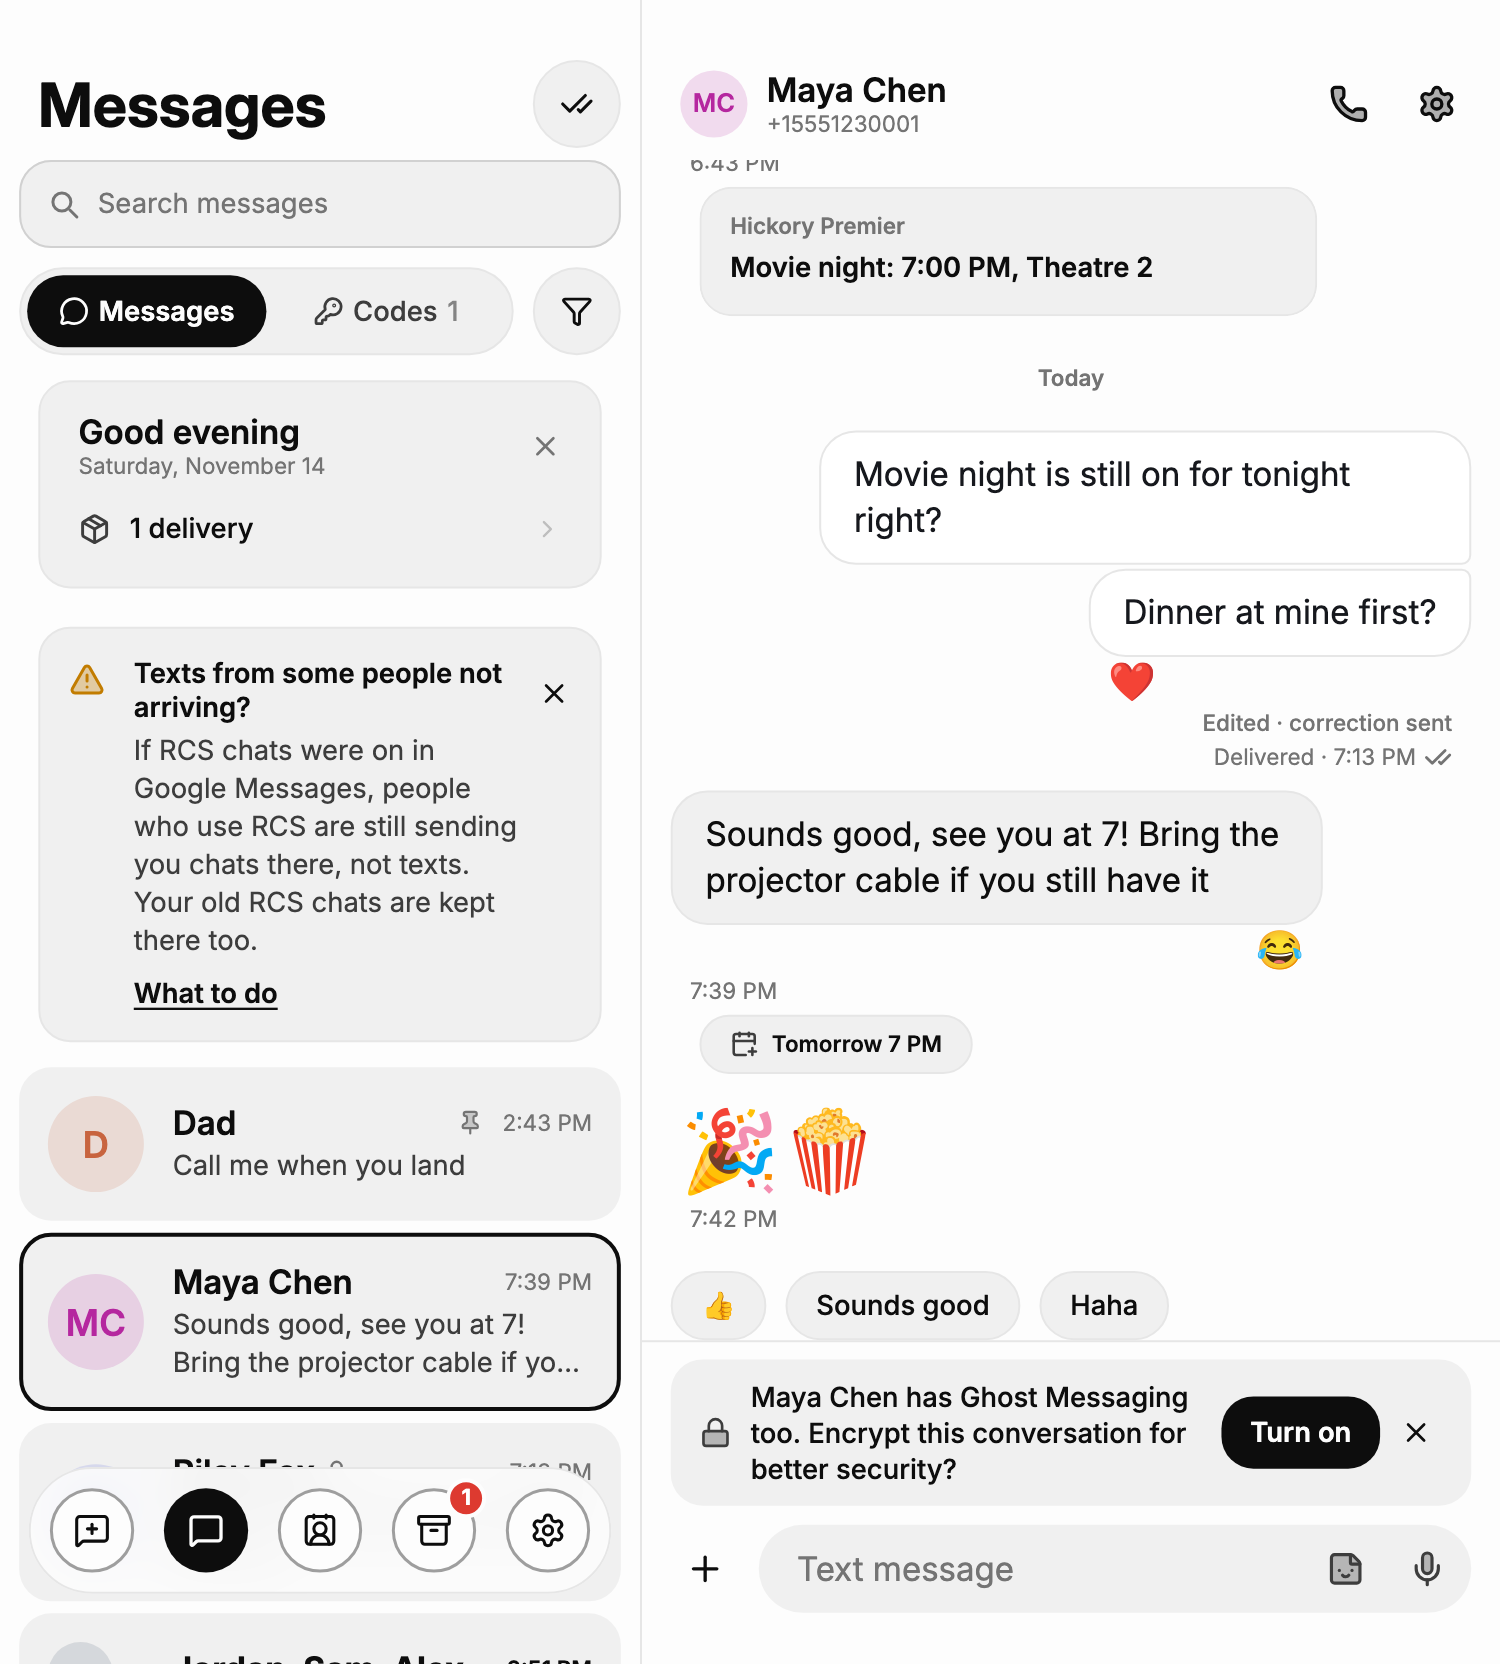 Messages
Search messages
Messages
Codes 1
Good evening
Saturday, November 14
1 delivery
Texts from some people not
arriving?
If RCS chats were on in
Google Messages, people
who use RCS are still sending
you chats there, not texts.
Your old RCS chats are kept
there too.
What to do
D
Dad
2:43 PM
Call me when you land
MC
Maya Chen
7:39 PM
Sounds good, see you at 7!
Bring the projector cable if yo...
1
MC
Maya Chen
+15551230001
6:43 PM
Hickory Premier
Movie night: 7:00 PM, Theatre 2
Today
Movie night is still on for tonight
right?
Dinner at mine first?
❤️
Edited · correction sent
Delivered · 7:13 PM
Sounds good, see you at 7! Bring the
projector cable if you still have it
😂
7:39 PM
Tomorrow 7 PM
🎉🍿
7:42 PM
👍
Sounds good
Haha
Maya Chen has Ghost Messaging
too. Encrypt this conversation for
better security?
Turn on
Text message